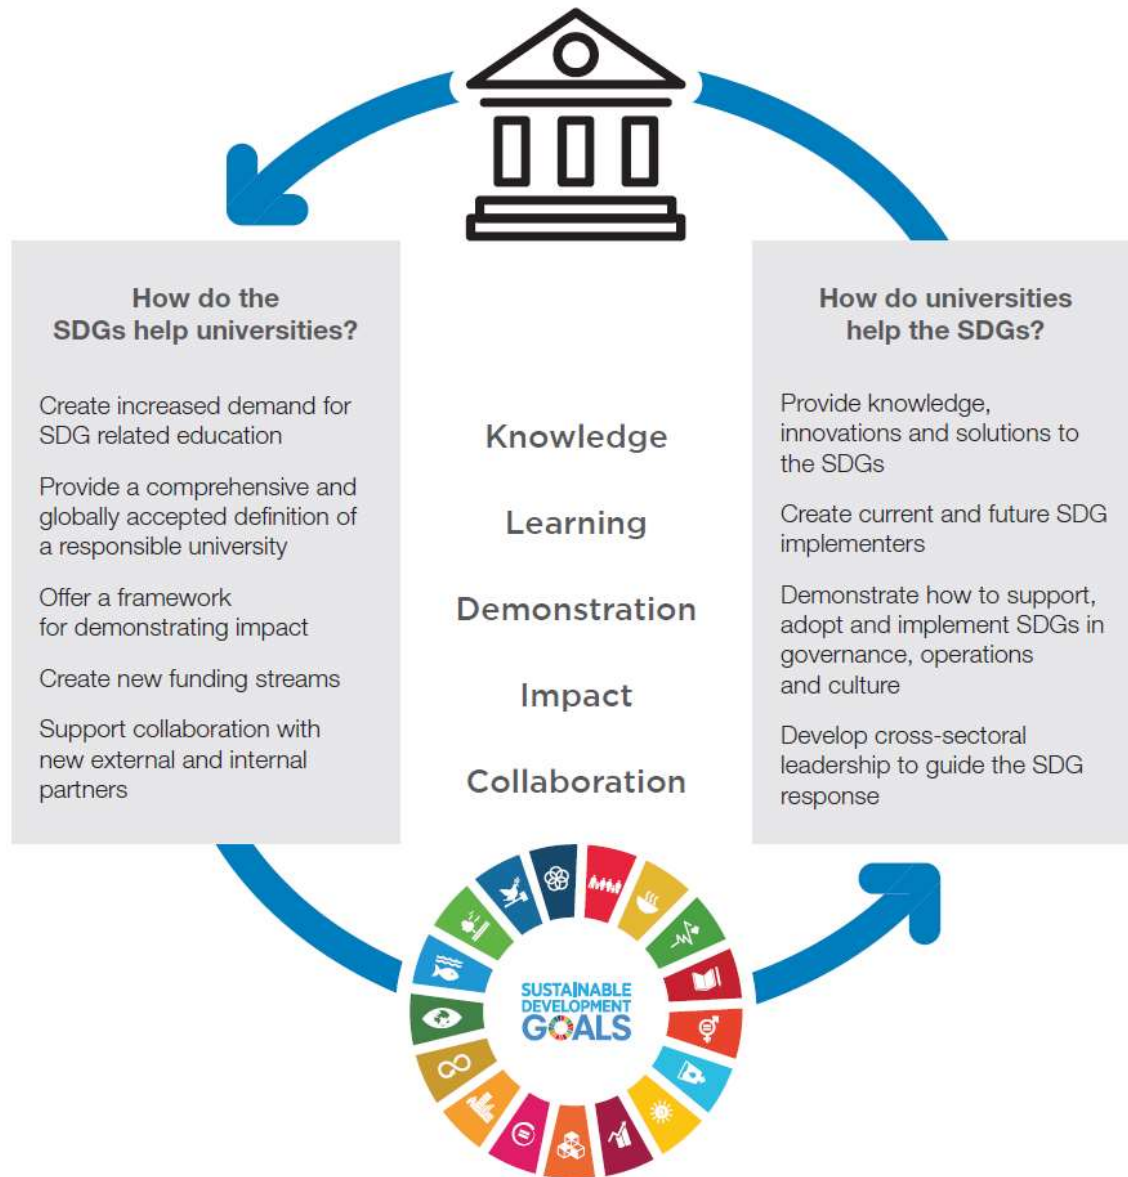 How do the
SDGs help universities?
Create increased demand for
SDG related education
Provide a comprehensive and
globally accepted definition of
a responsible university
Offer a framework
for demonstrating impact
Create new funding streams
Support collaboration with
new external and internal
partners
Knowledge
Learning
Demonstration
Impact
Collaboration
How do universities
help the SDGs?
Provide knowledge,
innovations and solutions to
the SDGs
Create current and future SDG
implementers
Demonstrate how to support,
adopt and implement SDGs in
governance, operations
and culture
Develop cross-sectoral
leadership to guide the SDG
response
SUSTAINABLE
DEVELOPMENT
GOALS